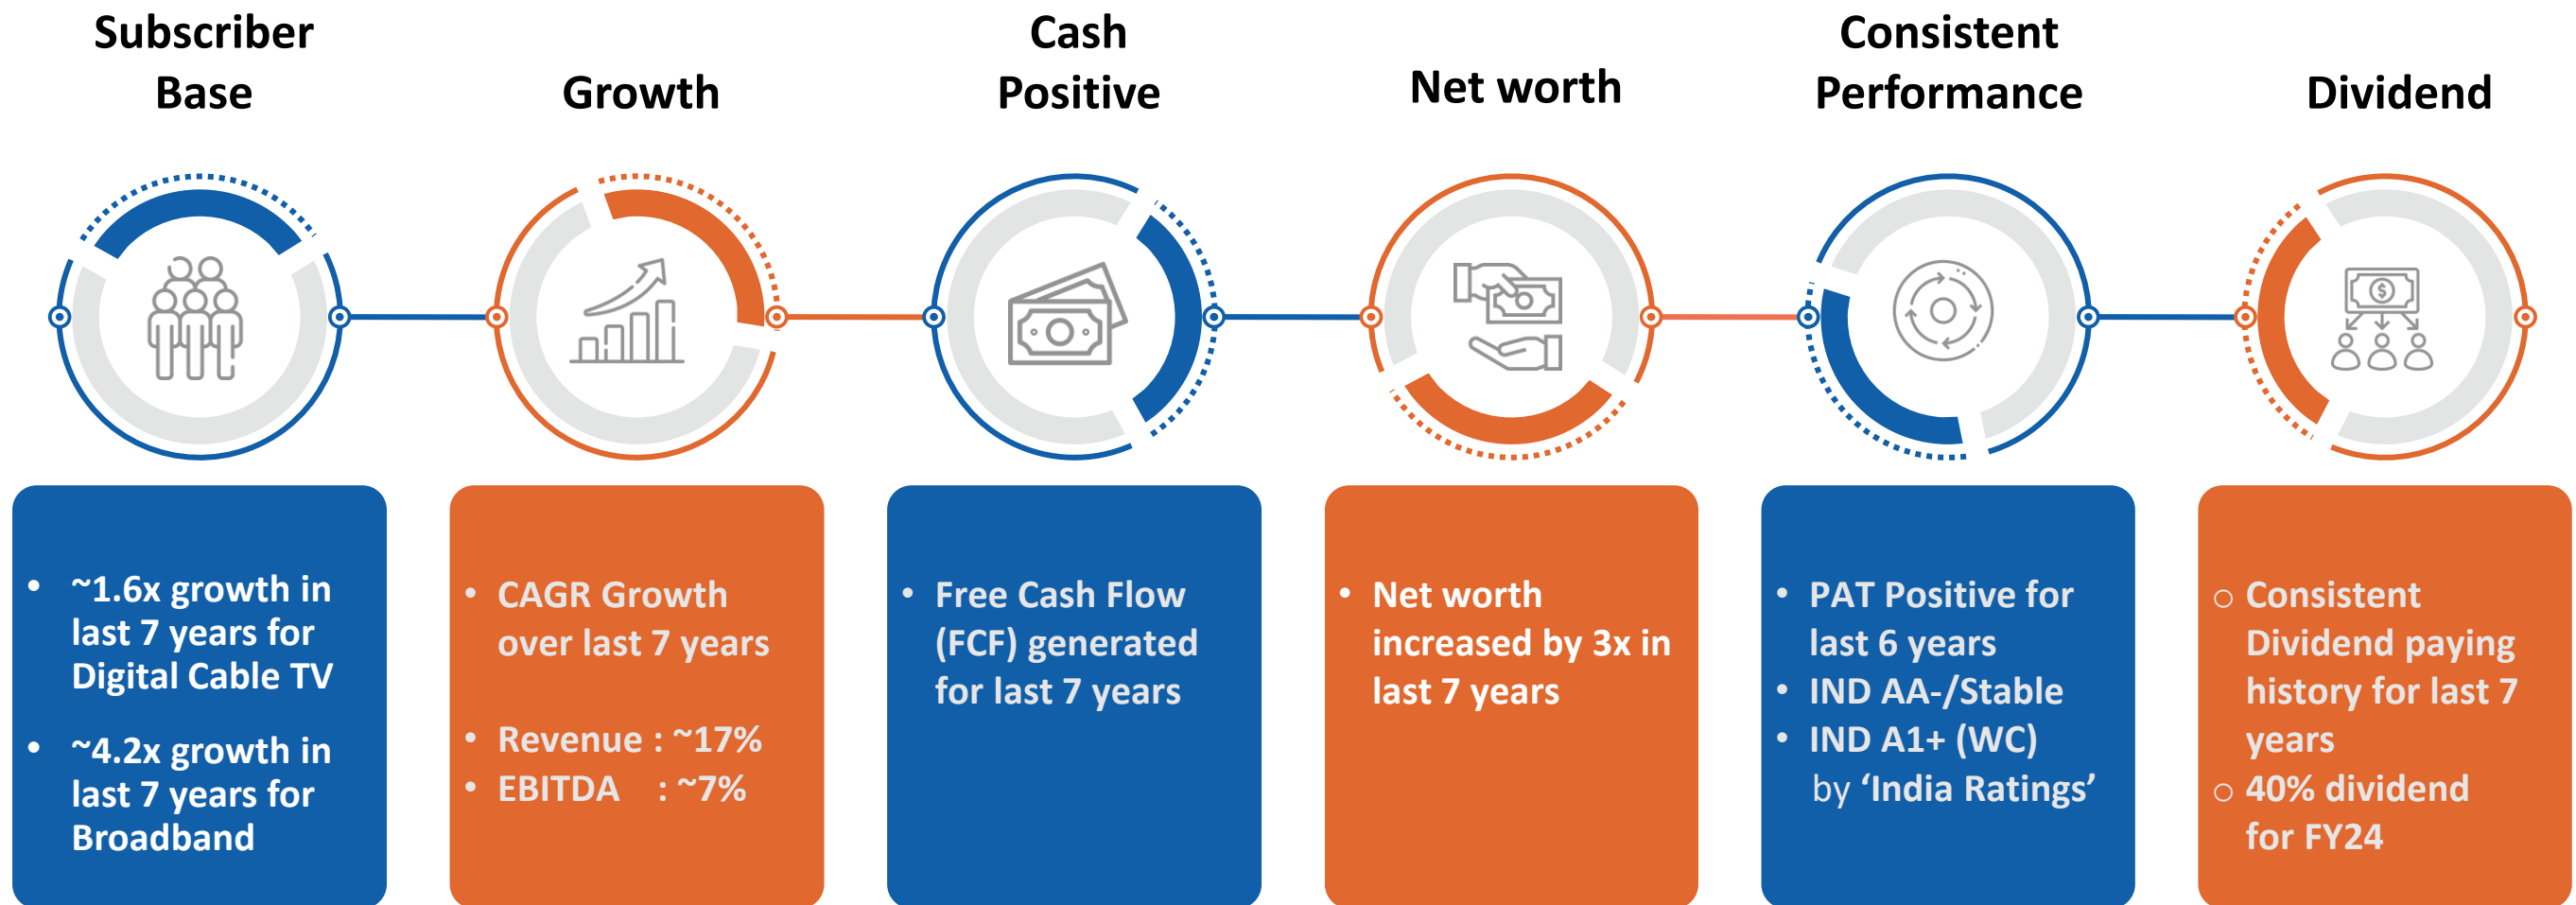 Subscriber
Base
Growth
Cash
Positive
Net worth
Consistent
Performance
Dividend
• ~1.6x growth in
last 7 years for
Digital Cable TV
• ~4.2x growth in
last 7 years for
Broadband
• CAGR Growth
over last 7 years
• Revenue : ~17%
• EBITDA : ~7%
• Free Cash Flow
(FCF) generated
for last 7 years
• Net worth
increased by 3x in
last 7 years
• PAT Positive for
last 6 years
• IND AA-/Stable
• IND A1+ (WC)
by ‘India Ratings’
○ Consistent
Dividend paying
history for last 7
years
○ 40% dividend
for FY24